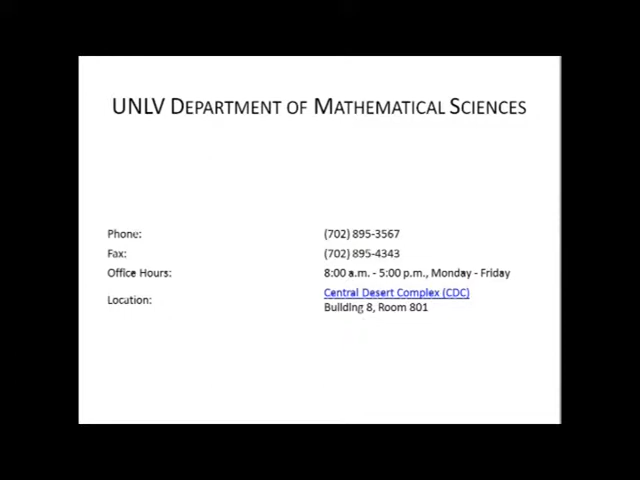 UNLV DEPARTMENT OF MATHEMATICAL SCIENCES
Phone: (702) 895-3567
Fax: (702) 895-4343
Office Hours: 8:00 a.m. - 5:00 p.m., Monday - Friday
Location: Central Desert Complex (CDC)
Building 8, Room 801